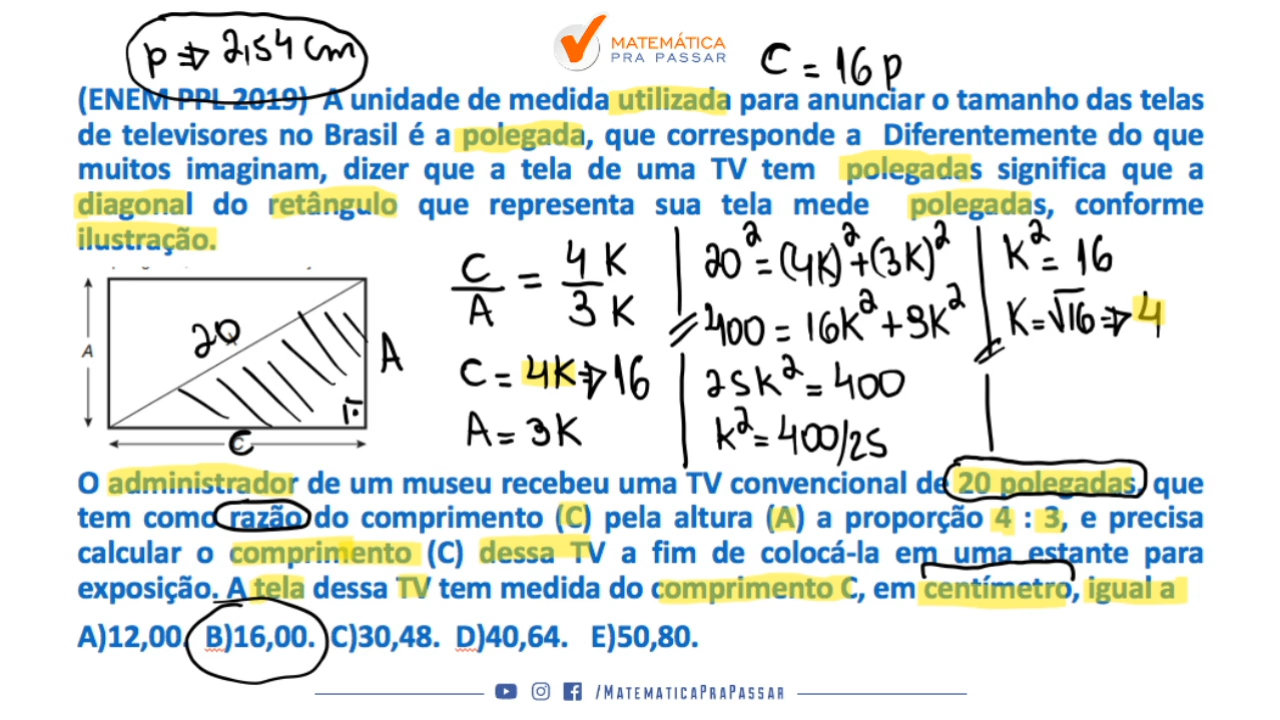 p ⇒ 2,54 cm
MATEMÁTICA
PRA PASSAR
C = 16 p
(ENEM PPL 2019) A unidade de medida utilizada para anunciar o tamanho das telas
de televisores no Brasil é a polegada, que corresponde a Diferentemente do que
muitos imaginam, dizer que a tela de uma TV tem polegadas significa que a
diagonal do retângulo que representa sua tela mede polegadas, conforme
ilustração.
C/A = 4K/3K
C = 4K ⇒ 16
A = 3K
20² = (4K)² + (3K)²
400 = 16K² + 9K²
25K² = 400
K² = 400/25
K² = 16
K = √16 ⇒ 4
A
20
A
C
O administrador de um museu recebeu uma TV convencional de 20 polegadas, que
tem como razão do comprimento (C) pela altura (A) a proporção 4 : 3, e precisa
calcular o comprimento (C) dessa TV a fim de colocá-la em uma estante para
exposição. A tela dessa TV tem medida do comprimento C, em centímetro, igual a
A)12,00. B)16,00. C)30,48. D)40,64. E)50,80.
/MATEMATICAPRAPASSAR